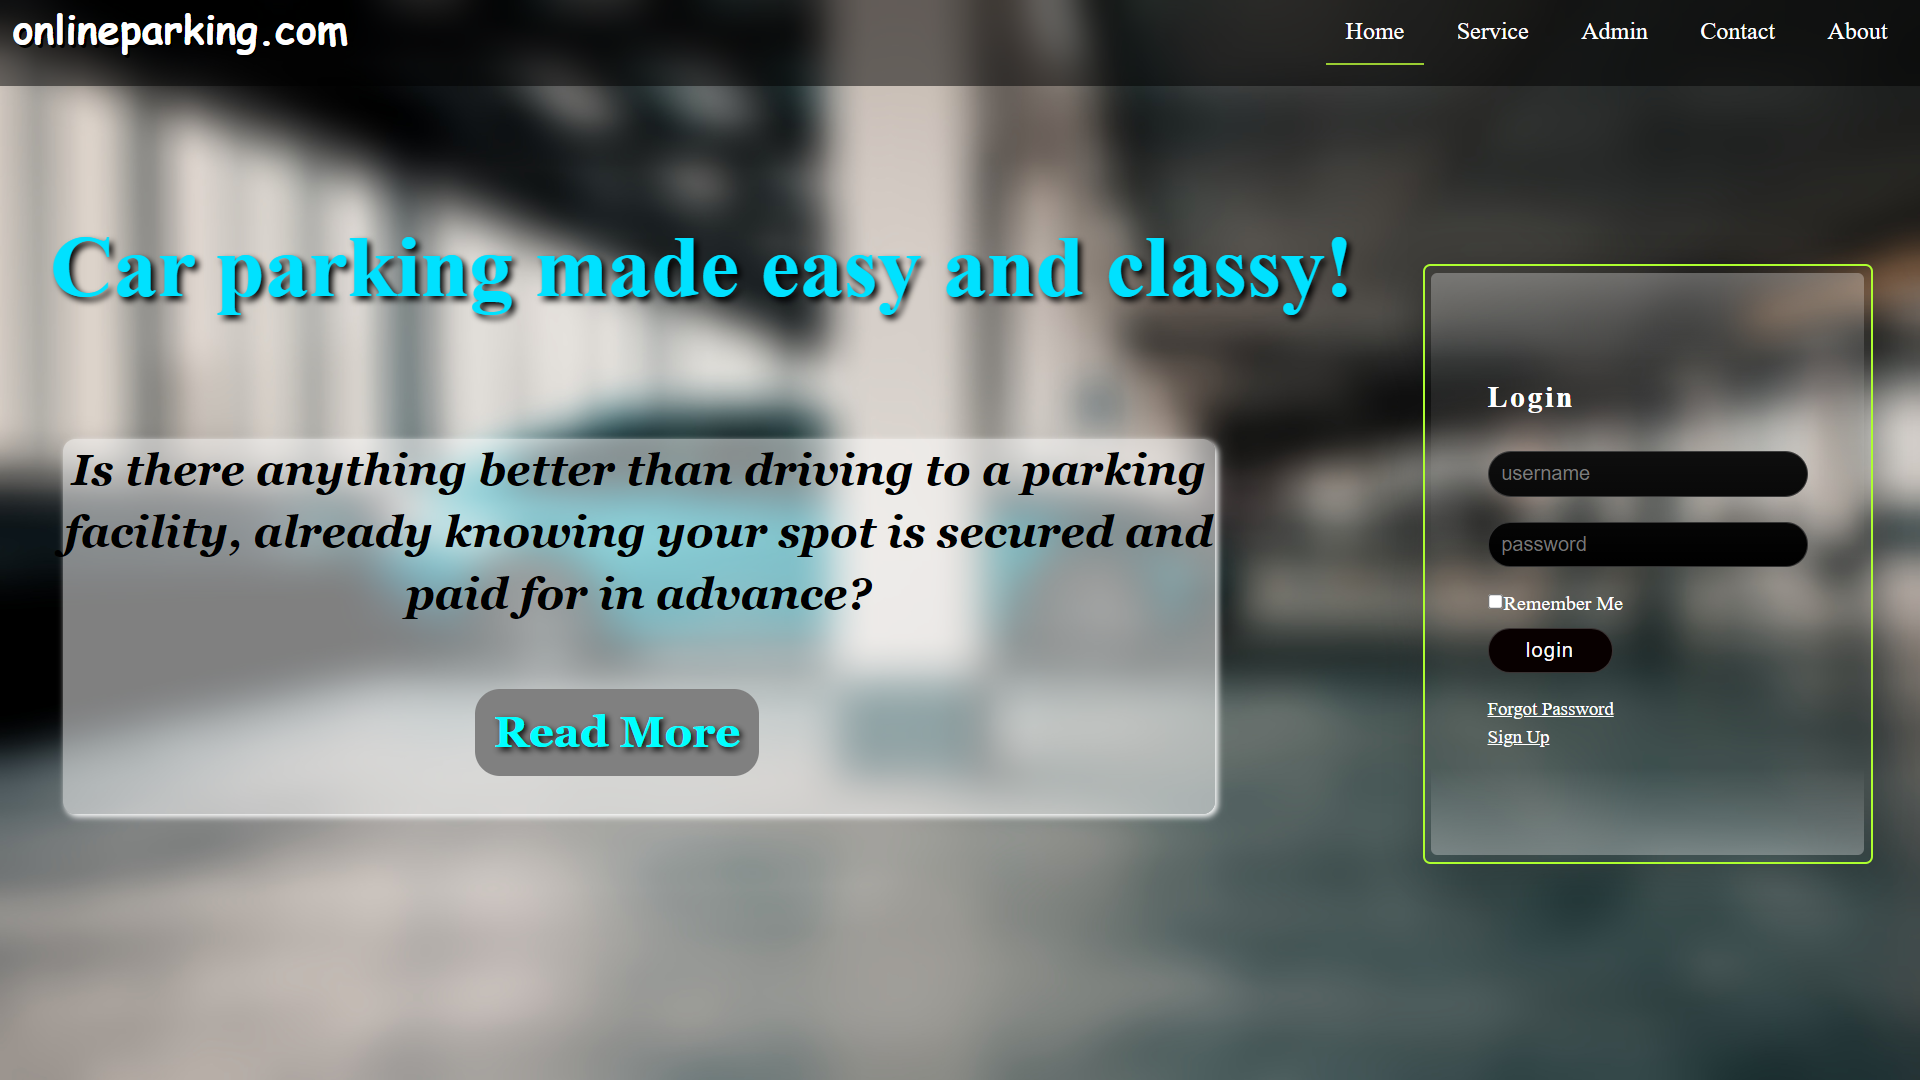 onlineparking.com
Home Service Admin Contact About
Car parking made easy and classy!
Is there anything better than driving to a parking
facility, already knowing your spot is secured and
paid for in advance?
Read More
Login
username
password
Remember Me
login
Forgot Password
Sign Up